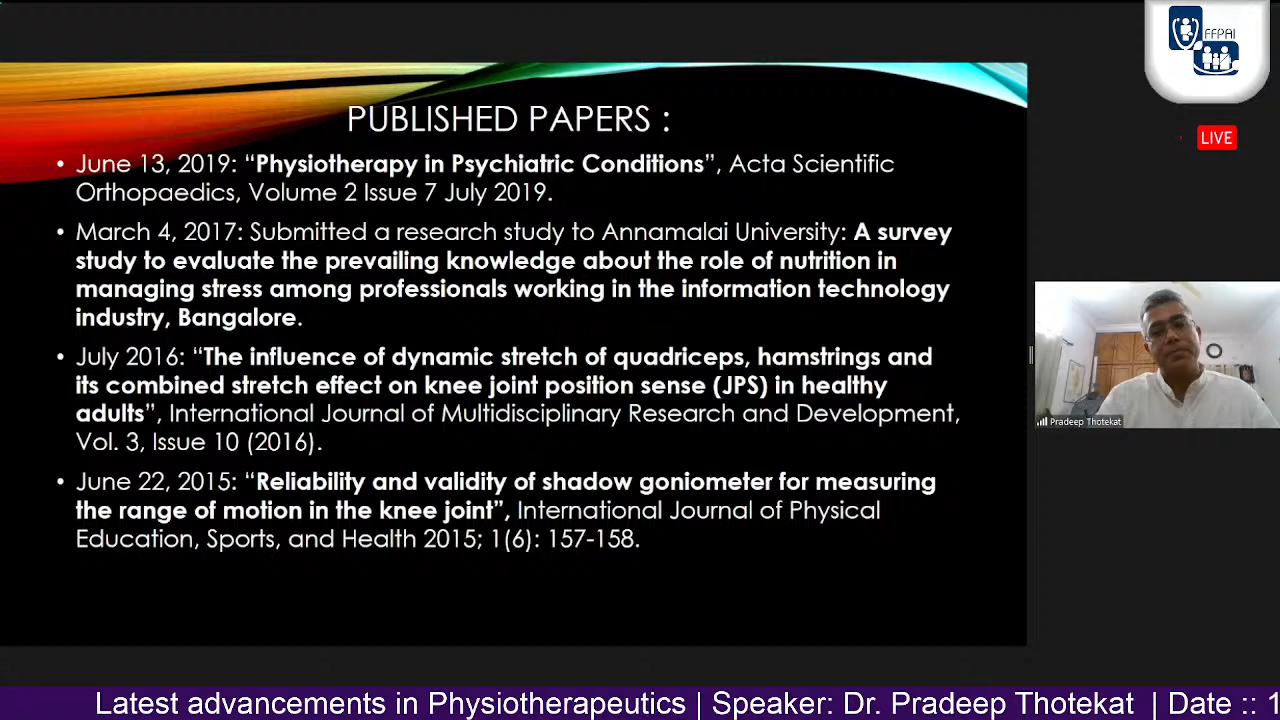 FFPAI
LIVE
PUBLISHED PAPERS :
• June 13, 2019: “Physiotherapy in Psychiatric Conditions”, Acta Scientific
Orthopaedics, Volume 2 Issue 7 July 2019.
• March 4, 2017: Submitted a research study to Annamalai University: A survey
study to evaluate the prevailing knowledge about the role of nutrition in
managing stress among professionals working in the information technology
industry, Bangalore.
• July 2016: “The influence of dynamic stretch of quadriceps, hamstrings and
its combined stretch effect on knee joint position sense (JPS) in healthy
adults”, International Journal of Multidisciplinary Research and Development,
Vol. 3, Issue 10 (2016).
• June 22, 2015: “Reliability and validity of shadow goniometer for measuring
the range of motion in the knee joint”, International Journal of Physical
Education, Sports, and Health 2015; 1(6): 157-158.
Pradeep Thotekat
Latest advancements in Physiotherapeutics | Speaker: Dr. Pradeep Thotekat | Date :: 1